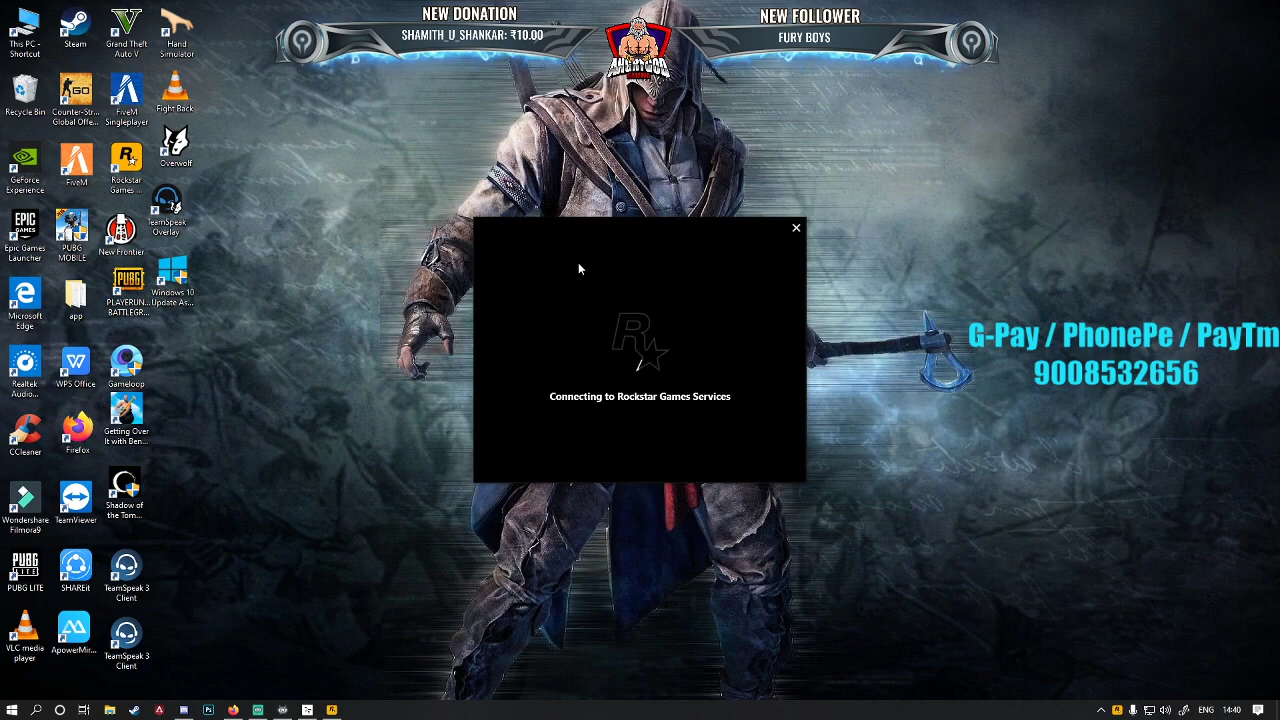 NEW DONATION
SHAMITH_U_SHANKAR: ₹10.00
NEW FOLLOWER
FURY BOYS
ANGRYGOD
This PC - Shortcut
Steam
Grand Theft Auto V
Hand Simulator
Recycle Bin
Counter-Str... Global Offe...
FiveM Singleplayer
Fight Back
GeForce Experience
FiveM
Rockstar Games ...
Overwolf
TeamSpeak Overlay
Epic Games Launcher
PUBG MOBILE
New Frontier
PLAYERUN...
Windows 10 Update As...
Microsoft Edge
app
Realtek Audio...
WPS Office
Gameloop
CCleaner
Firefox
Getting Over It with Ben...
Wondershare Filmora9
TeamViewer
Shadow of the Tom...
PUBG LITE
SHAREit
TeamSpeak 3 Client
VLC media player
ApowerMir...
TeamSpeak 3 Client
Connecting to Rockstar Games Services
G-Pay / PhonePe / PayTm
9008532656
ENG
14:40